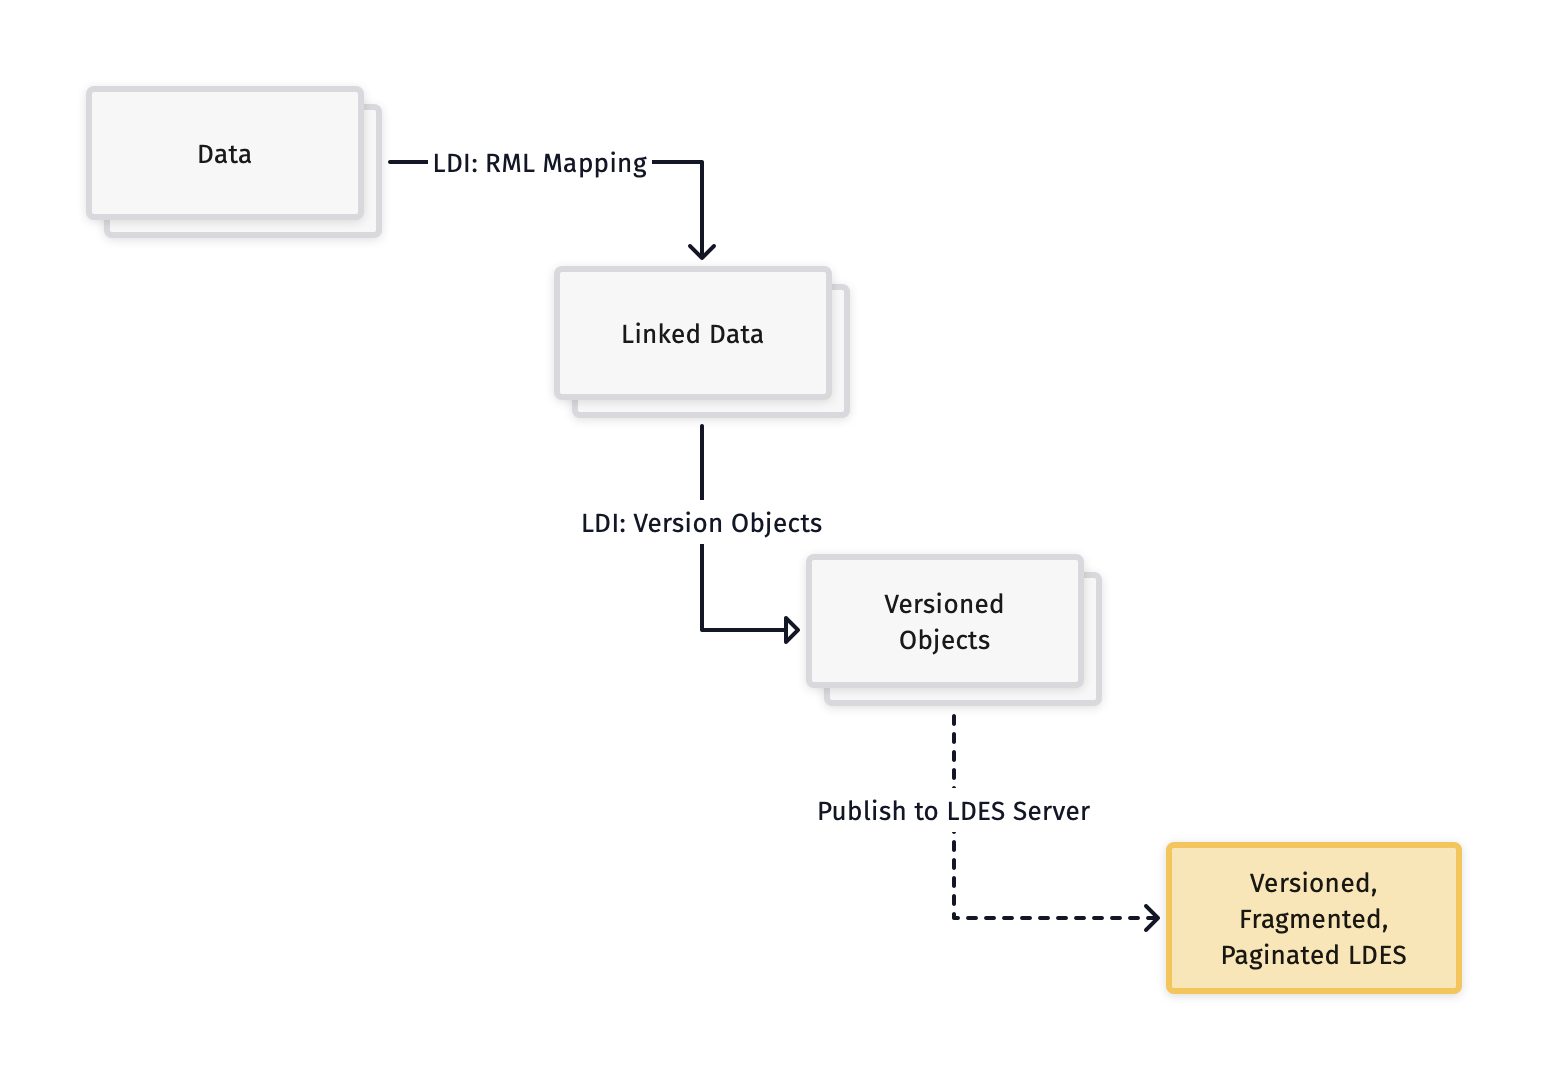 Data
LDI: RML Mapping
Linked Data
LDI: Version Objects
Versioned
Objects
Publish to LDES Server
Versioned,
Fragmented,
Paginated LDES